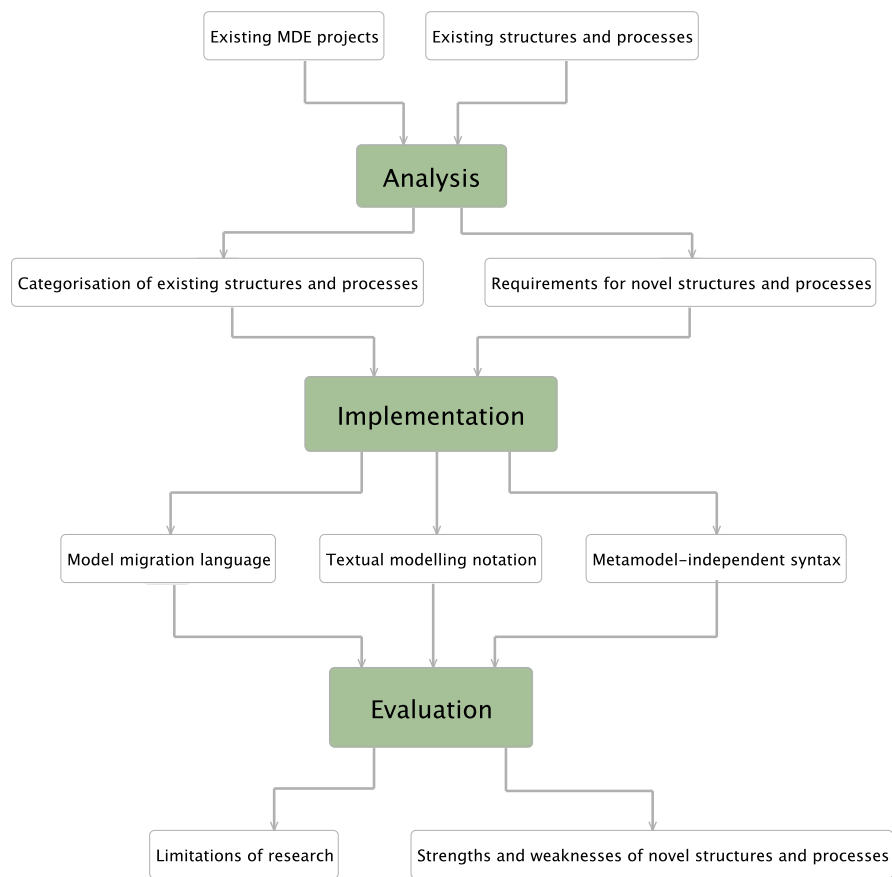 Existing MDE projects
Existing structures and processes
Analysis
Categorisation of existing structures and processes
Requirements for novel structures and processes
Implementation
Model migration language
Textual modelling notation
Metamodel-independent syntax
Evaluation
Limitations of research
Strengths and weaknesses of novel structures and processes